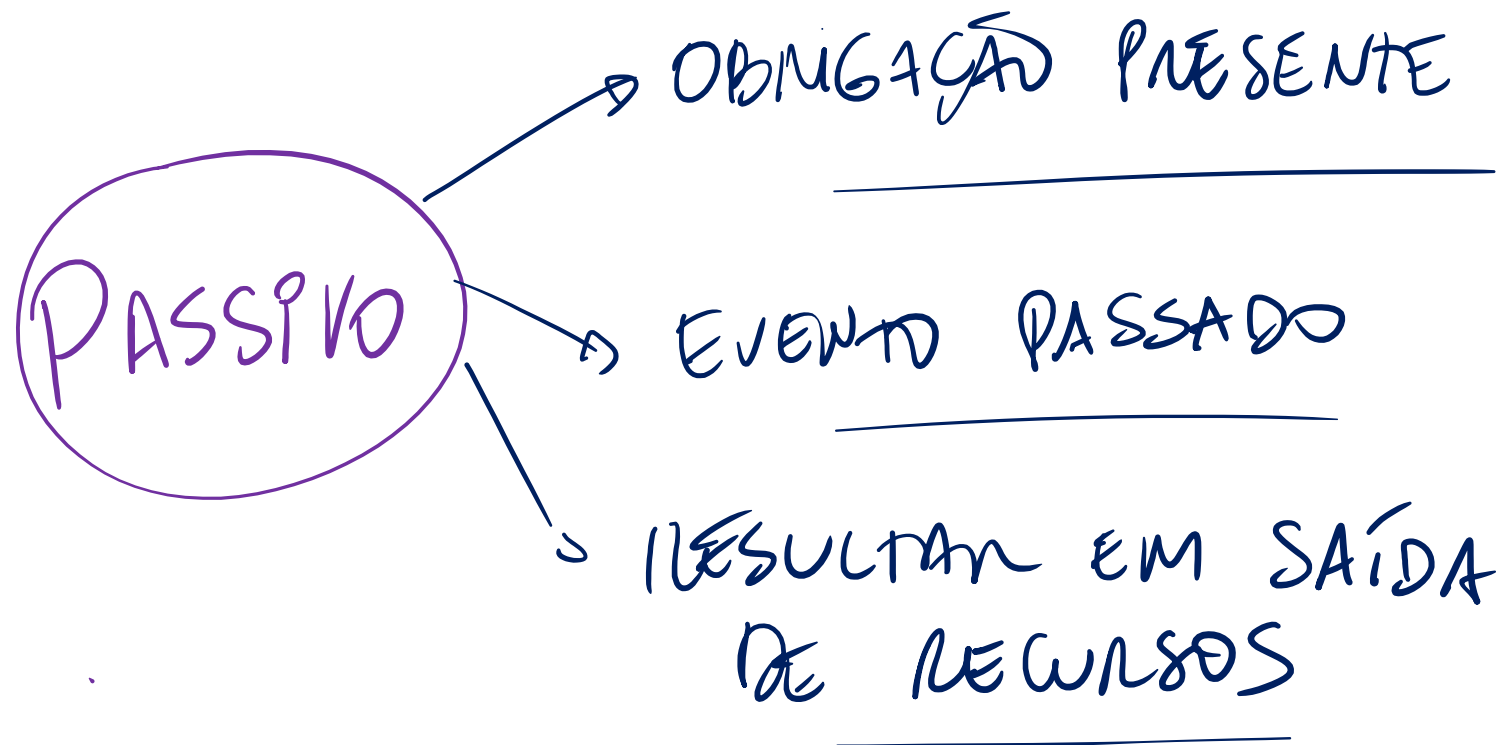 OBRIGAÇÃO PRESENTE
PASSIVO
EVENTO PASSADO
RESULTAR EM SAÍDA
DE RECURSOS